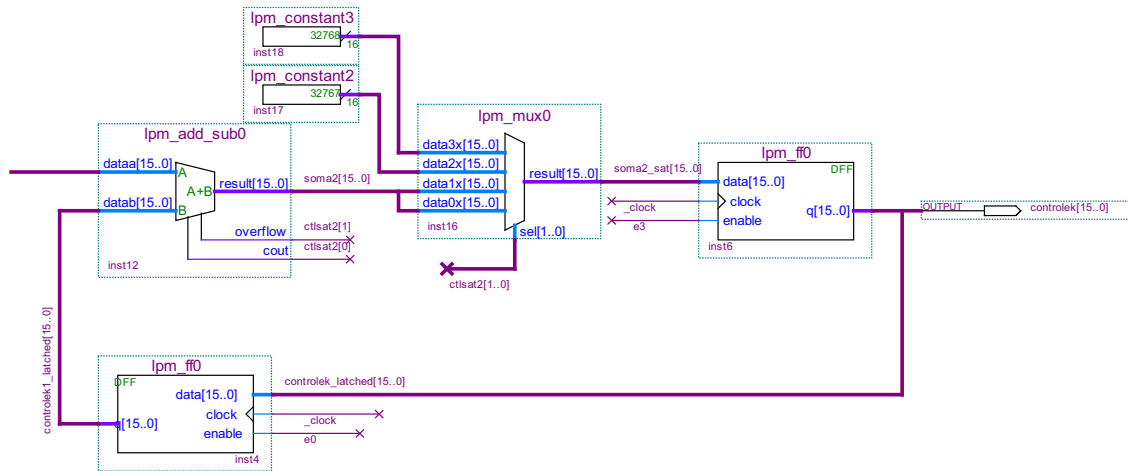 lpm_constant3
32768
16
inst18
lpm_constant2
32767
16
inst17
lpm_add_sub0
dataa[15..0]
A
A+B
result[15..0]
datab[15..0]
B
overflow
cout
inst12
soma2[15..0]
ctlsat2[1]
ctlsat2[0]
lpm_mux0
data3x[15..0]
data2x[15..0]
data1x[15..0]
data0x[15..0]
result[15..0]
sel[1..0]
inst16
ctlsat2[1..0]
soma2_sat[15..0]
_clock
e3
lpm_ff0
DFF
data[15..0]
clock
enable
q[15..0]
inst6
OUTPUT
controlek[15..0]
controlek1_latched[15..0]
lpm_ff0
DFF
data[15..0]
clock
q[15..0]
enable
inst4
controlek_latched[15..0]
_clock
e0